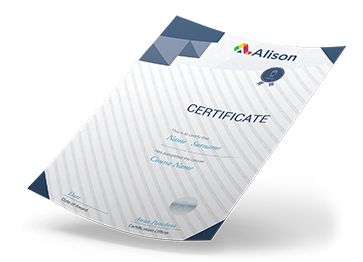 Alison
CERTIFICATE
This is to certify that
Name Surname
has completed the course
Course Name
Date
Date of Award
Certification Officer